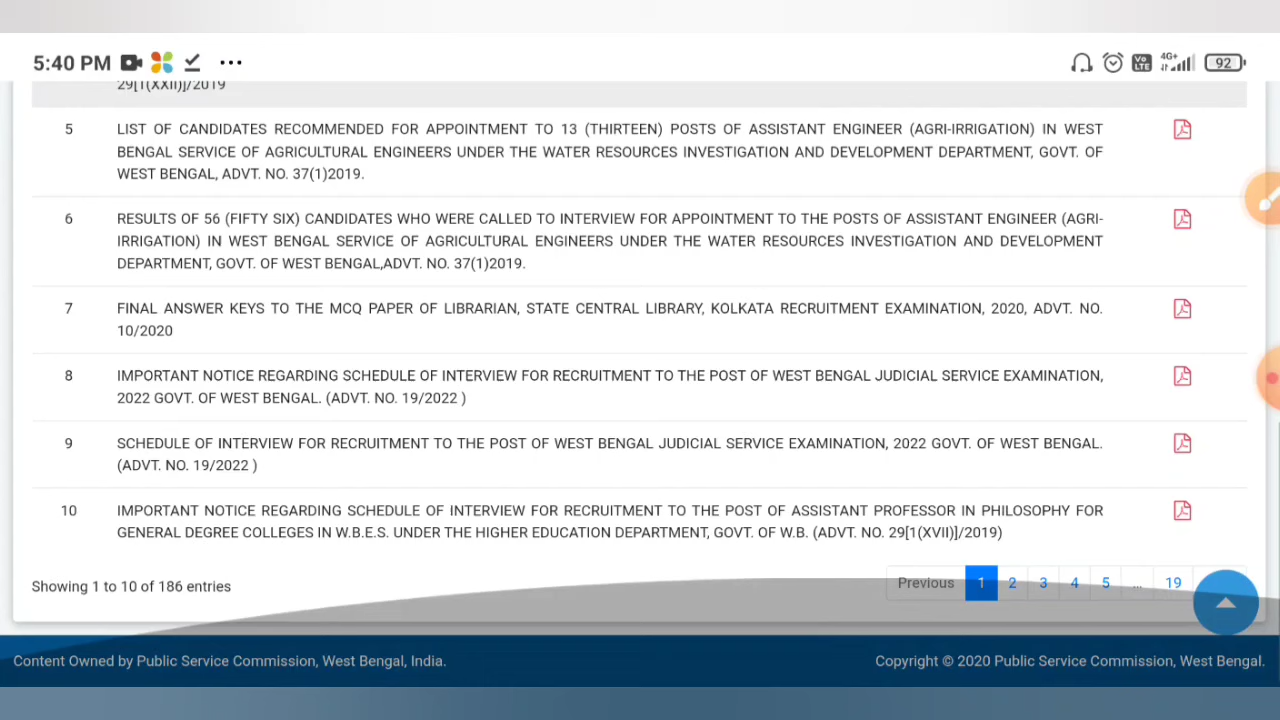 5:40 PM
4G+
Vo LTE
92
29[1(XXII)]/2019
5 LIST OF CANDIDATES RECOMMENDED FOR APPOINTMENT TO 13 (THIRTEEN) POSTS OF ASSISTANT ENGINEER (AGRI-IRRIGATION) IN WEST
BENGAL SERVICE OF AGRICULTURAL ENGINEERS UNDER THE WATER RESOURCES INVESTIGATION AND DEVELOPMENT DEPARTMENT, GOVT. OF
WEST BENGAL, ADVT. NO. 37(1)2019.
6 RESULTS OF 56 (FIFTY SIX) CANDIDATES WHO WERE CALLED TO INTERVIEW FOR APPOINTMENT TO THE POSTS OF ASSISTANT ENGINEER (AGRI-
IRRIGATION) IN WEST BENGAL SERVICE OF AGRICULTURAL ENGINEERS UNDER THE WATER RESOURCES INVESTIGATION AND DEVELOPMENT
DEPARTMENT, GOVT. OF WEST BENGAL,ADVT. NO. 37(1)2019.
7 FINAL ANSWER KEYS TO THE MCQ PAPER OF LIBRARIAN, STATE CENTRAL LIBRARY, KOLKATA RECRUITMENT EXAMINATION, 2020, ADVT. NO.
10/2020
8 IMPORTANT NOTICE REGARDING SCHEDULE OF INTERVIEW FOR RECRUITMENT TO THE POST OF WEST BENGAL JUDICIAL SERVICE EXAMINATION,
2022 GOVT. OF WEST BENGAL. (ADVT. NO. 19/2022 )
9 SCHEDULE OF INTERVIEW FOR RECRUITMENT TO THE POST OF WEST BENGAL JUDICIAL SERVICE EXAMINATION, 2022 GOVT. OF WEST BENGAL.
(ADVT. NO. 19/2022 )
10 IMPORTANT NOTICE REGARDING SCHEDULE OF INTERVIEW FOR RECRUITMENT TO THE POST OF ASSISTANT PROFESSOR IN PHILOSOPHY FOR
GENERAL DEGREE COLLEGES IN W.B.E.S. UNDER THE HIGHER EDUCATION DEPARTMENT, GOVT. OF W.B. (ADVT. NO. 29[1(XVII)]/2019)
Showing 1 to 10 of 186 entries
Previous 1 2 3 4 5 ... 19
Content Owned by Public Service Commission, West Bengal, India.
Copyright © 2020 Public Service Commission, West Bengal.